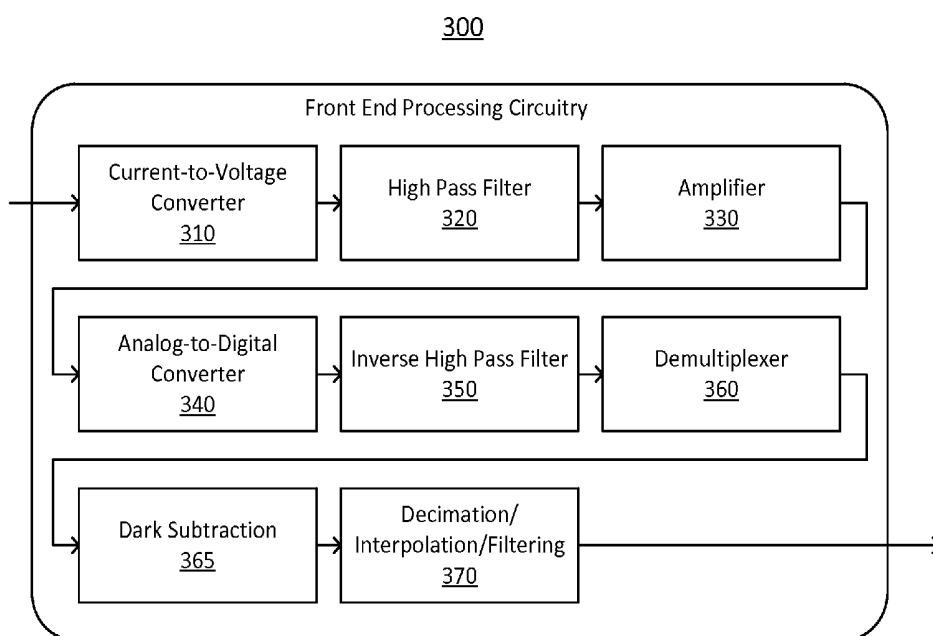 300
Front End Processing Circuitry
Current-to-Voltage
Converter
310
High Pass Filter
320
Amplifier
330
Analog-to-Digital
Converter
340
Inverse High Pass Filter
350
Demultiplexer
360
Dark Subtraction
365
Decimation/
Interpolation/Filtering
370